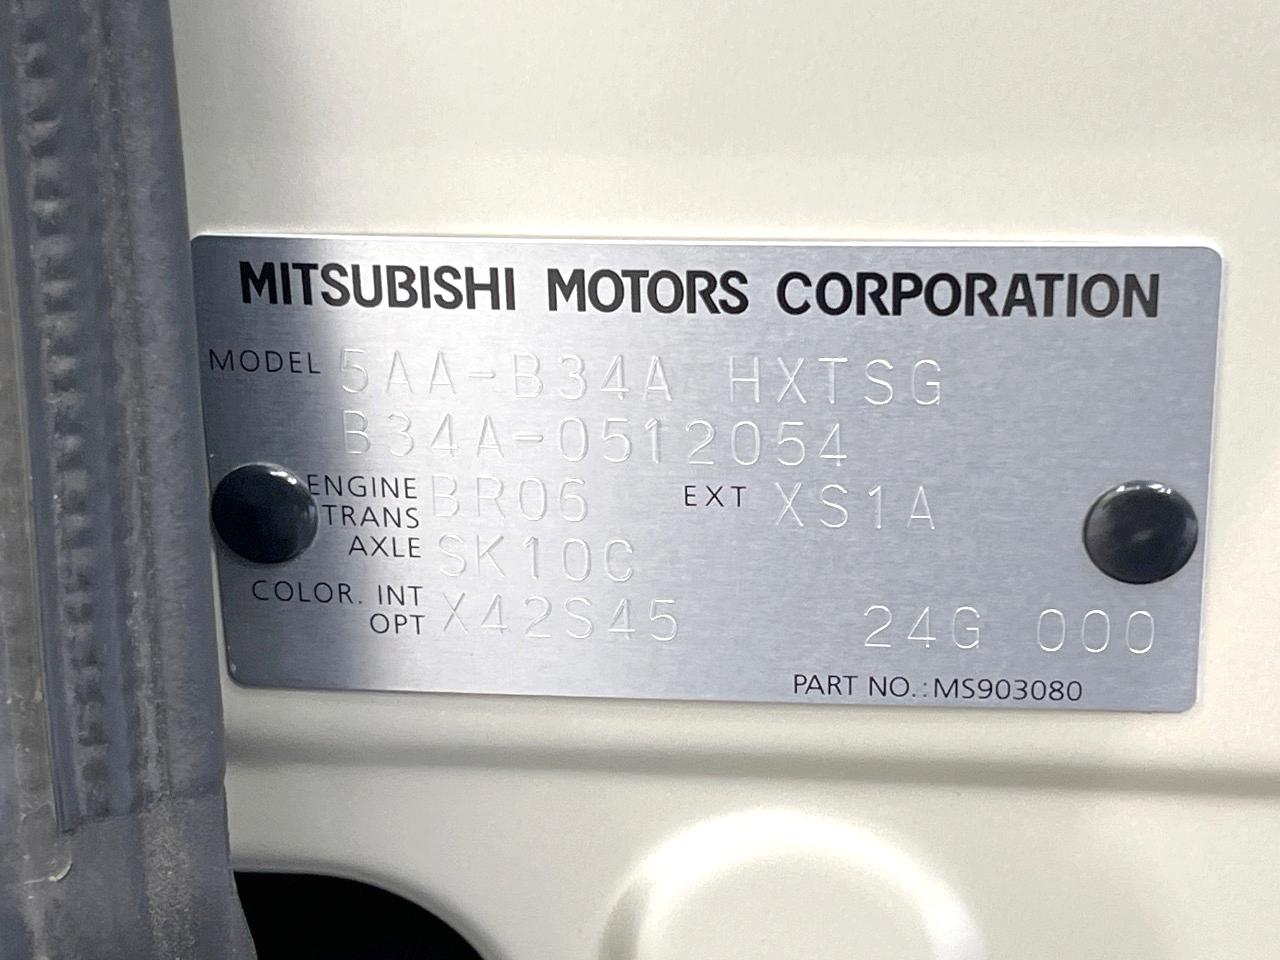 MITSUBISHI MOTORS CORPORATION
MODEL 5AA-B34A HXTSG
B34A-0512054
ENGINE BR06 EXT XS1A
TRANS
AXLE SK10C
COLOR. INT
OPT X42S45 24G 000
PART NO.:MS903080